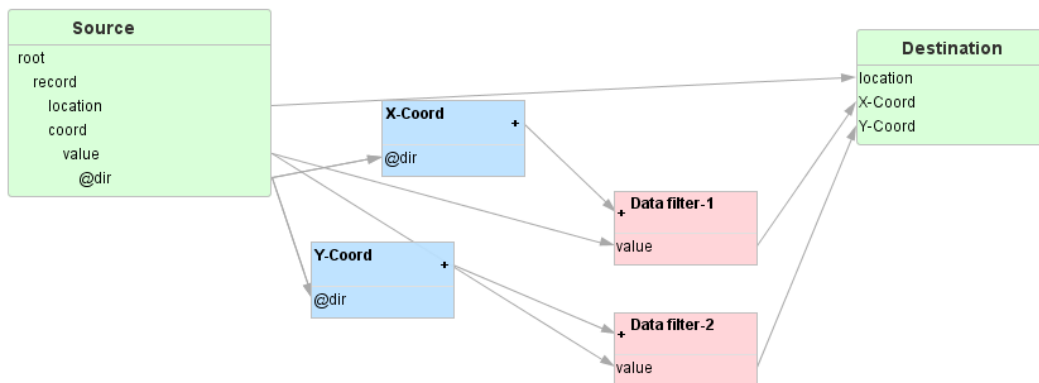 Source
root
record
location
coord
value
@dir
X-Coord
+
@dir
Y-Coord
+
@dir
+ Data filter-1
value
+ Data filter-2
value
Destination
location
X-Coord
Y-Coord